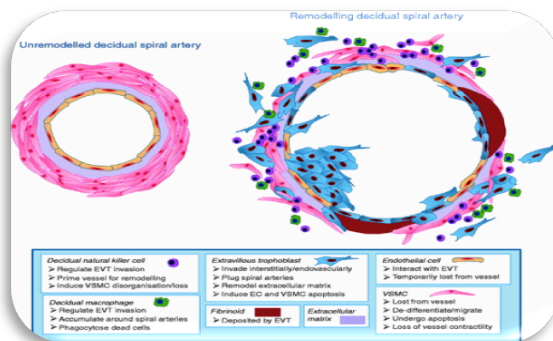 Remodelling decidual spiral artery
Unremodelled decidual spiral artery
Decidual natural killer cell
➢ Regulate EVT invasion
➢ Prime vessel for remodelling
➢ Induce VSMC disorganisation/loss
Decidual macrophage
➢ Regulate EVT invasion
➢ Accumulate around spiral arteries
➢ Phagocytose dead cells
Extravillous trophoblast
➢ Invade interstitially/endovascularly
➢ Plug spiral arteries
➢ Remodel extracellular matrix
➢ Induce EC and VSMC apoptosis
Fibrinoid
➢ Deposited by EVT
Extracellular
matrix
Endothelial cell
➢ Interact with EVT
➢ Temporarily lost from vessel
VSMC
➢ Lost from vessel
➢ De-differentiate/migrate
➢ Undergo apoptosis
➢ Loss of vessel contractility